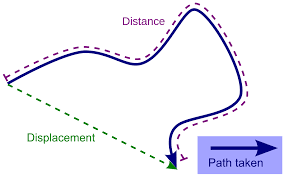 Distance
Displacement
Path taken